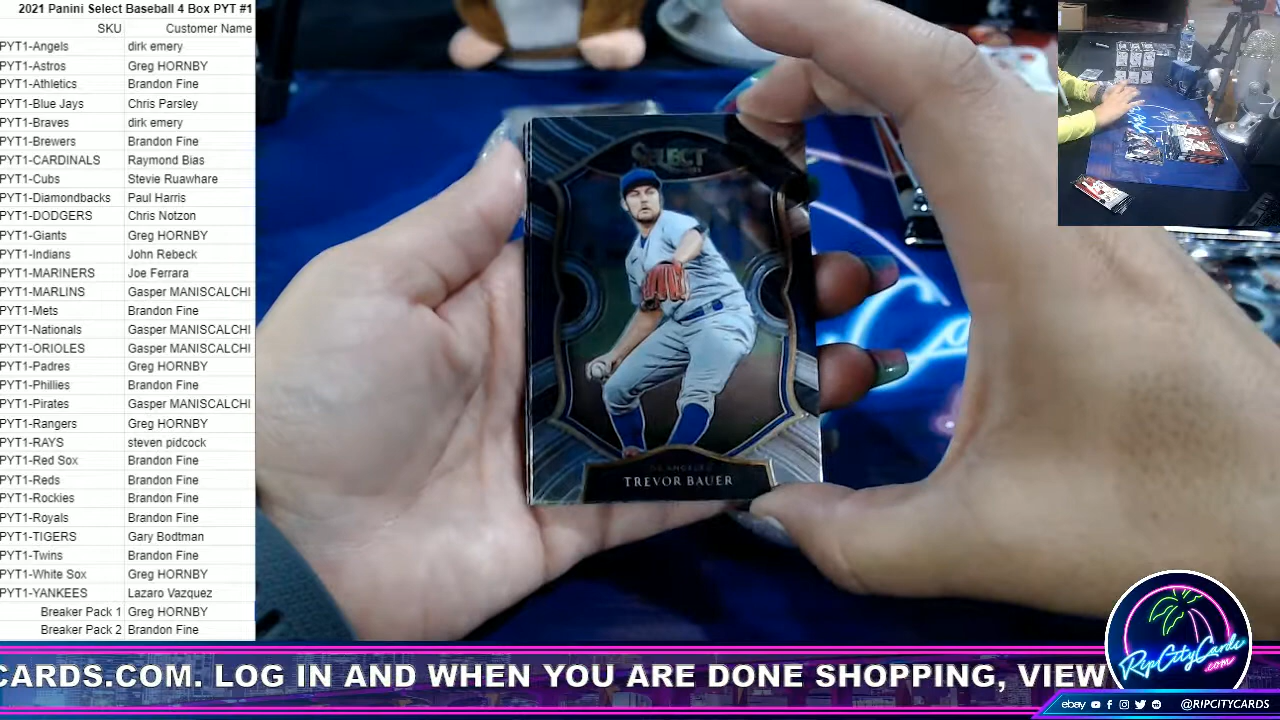 2021 Panini Select Baseball 4 Box PYT #1
SKU Customer Name
PYT1-Angels dirk emery
PYT1-Astros Greg HORNBY
PYT1-Athletics Brandon Fine
PYT1-Blue Jays Chris Parsley
PYT1-Braves dirk emery
PYT1-Brewers Brandon Fine
PYT1-CARDINALS Raymond Bias
PYT1-Cubs Stevie Ruawhare
PYT1-Diamondbacks Paul Harris
PYT1-DODGERS Chris Notzon
PYT1-Giants Greg HORNBY
PYT1-Indians John Rebeck
PYT1-MARINERS Joe Ferrara
PYT1-MARLINS Gasper MANISCALCHI
PYT1-Mets Brandon Fine
PYT1-Nationals Gasper MANISCALCHI
PYT1-ORIOLES Gasper MANISCALCHI
PYT1-Padres Greg HORNBY
PYT1-Phillies Brandon Fine
PYT1-Pirates Gasper MANISCALCHI
PYT1-Rangers Greg HORNBY
PYT1-RAYS steven pidcock
PYT1-Red Sox Brandon Fine
PYT1-Reds Brandon Fine
PYT1-Rockies Brandon Fine
PYT1-Royals Brandon Fine
PYT1-TIGERS Gary Bodtman
PYT1-Twins Brandon Fine
PYT1-White Sox Greg HORNBY
PYT1-YANKEES Lazaro Vazquez
Breaker Pack 1 Greg HORNBY
Breaker Pack 2 Brandon Fine
SELECT
LOS ANGELES
TREVOR BAUER
RipCityCards
.com
CARDS.COM. LOG IN AND WHEN YOU ARE DONE SHOPPING, VIEW
ebay @RIPCITYCARDS